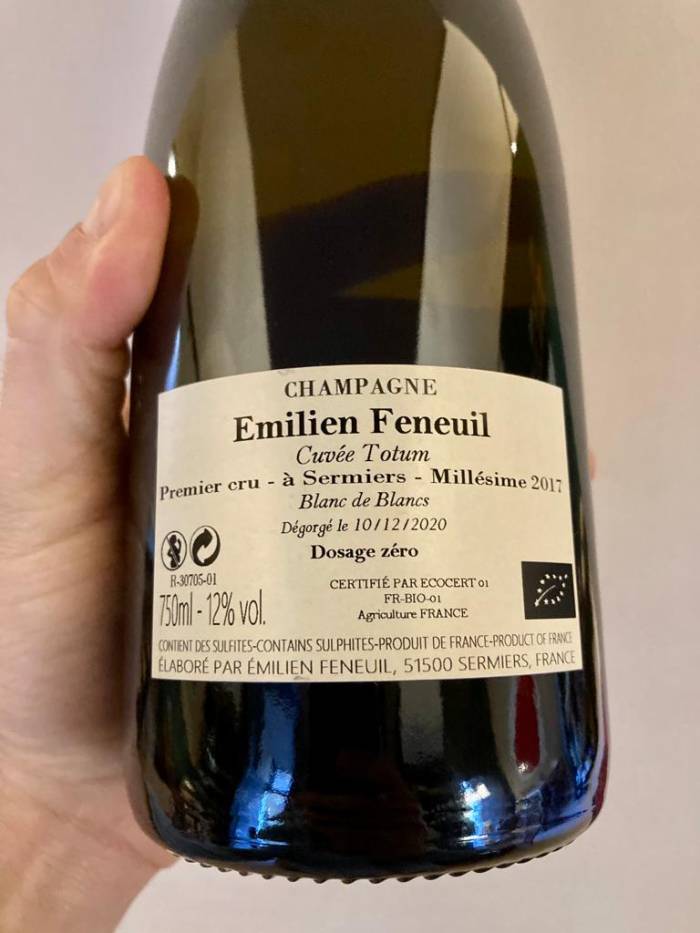 CHAMPAGNE
Emilien Feneuil
Cuvée Totum
Premier cru - à Sermiers - Millésime 2017
Blanc de Blancs
Dégorgé le 10/12/2020
Dosage zéro
R-30705-01
750ml - 12% vol.
CERTIFIÉ PAR ECOCERT 01
FR-BIO-01
Agriculture FRANCE
CONTIENT DES SULFITES-CONTAINS SULPHITES-PRODUIT DE FRANCE-PRODUCT OF FRANCE
ÉLABORÉ PAR ÉMILIEN FENEUIL, 51500 SERMIERS, FRANCE